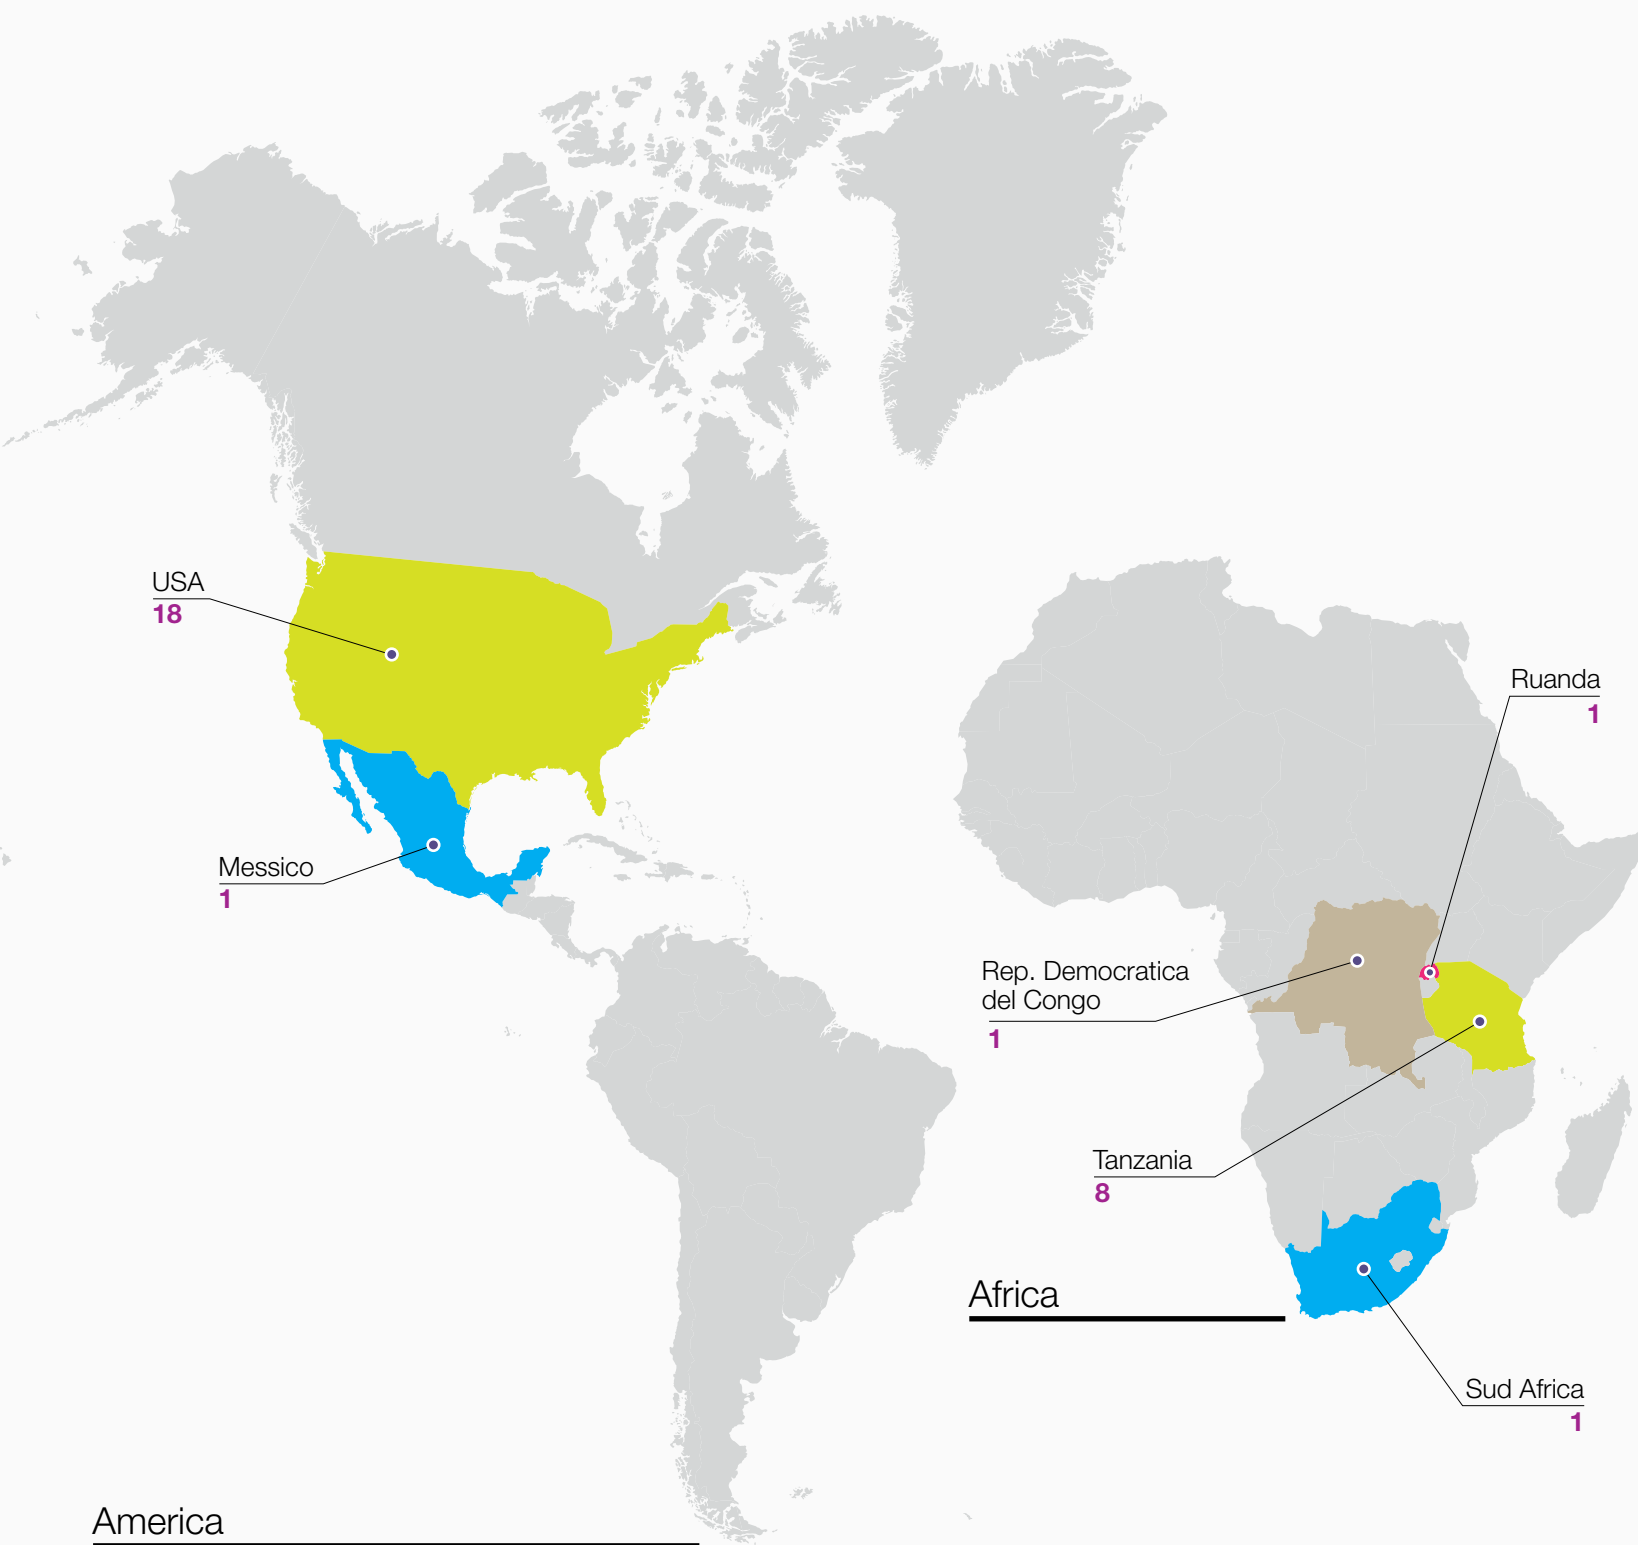 USA
18
Messico
1
America
Ruanda
1
Rep. Democratica
del Congo
1
Tanzania
8
Africa
Sud Africa
1